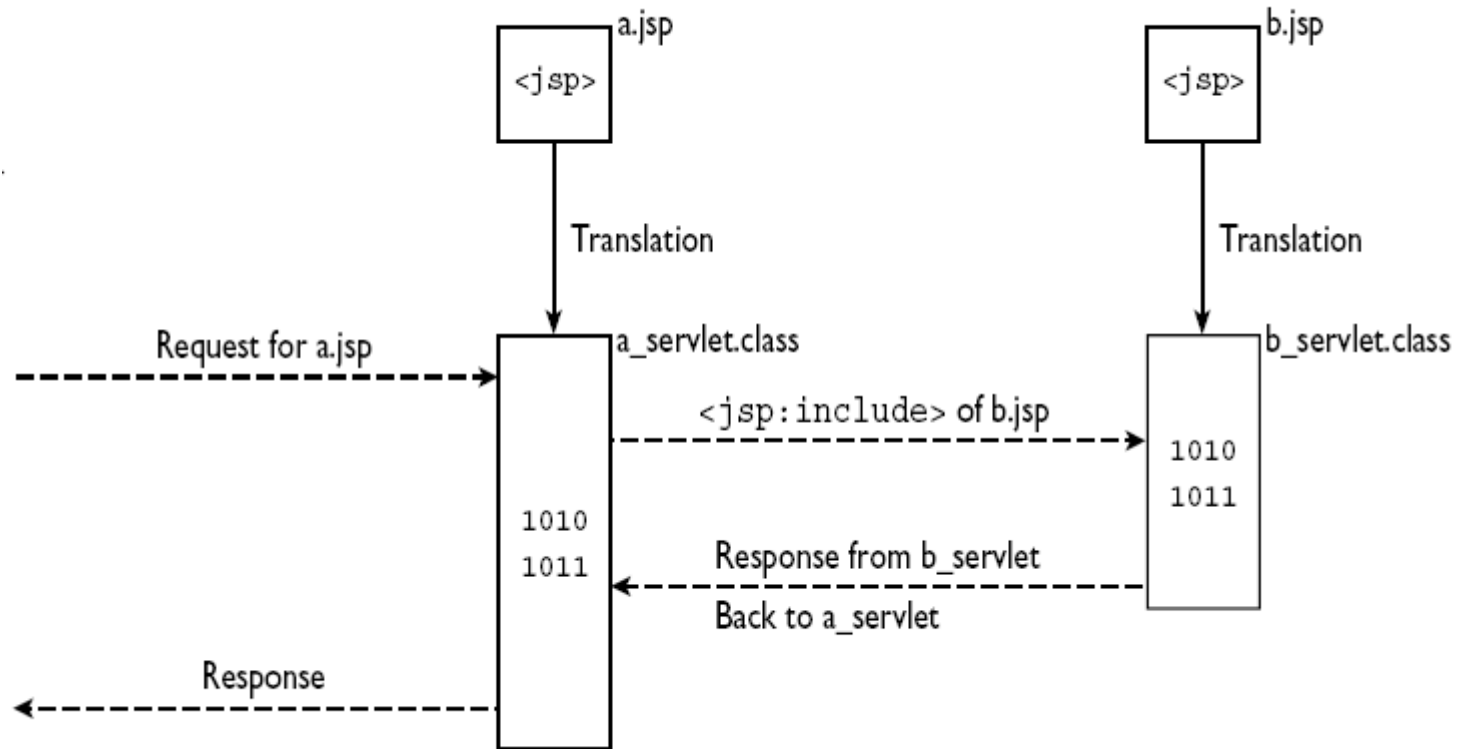 a.jsp
b.jsp
<jsp>
<jsp>
Translation
Translation
Request for a.jsp
a_servlet.class
b_servlet.class
<jsp:include> of b.jsp
1010
1011
1010
1011
Response from b_servlet
Back to a_servlet
Response